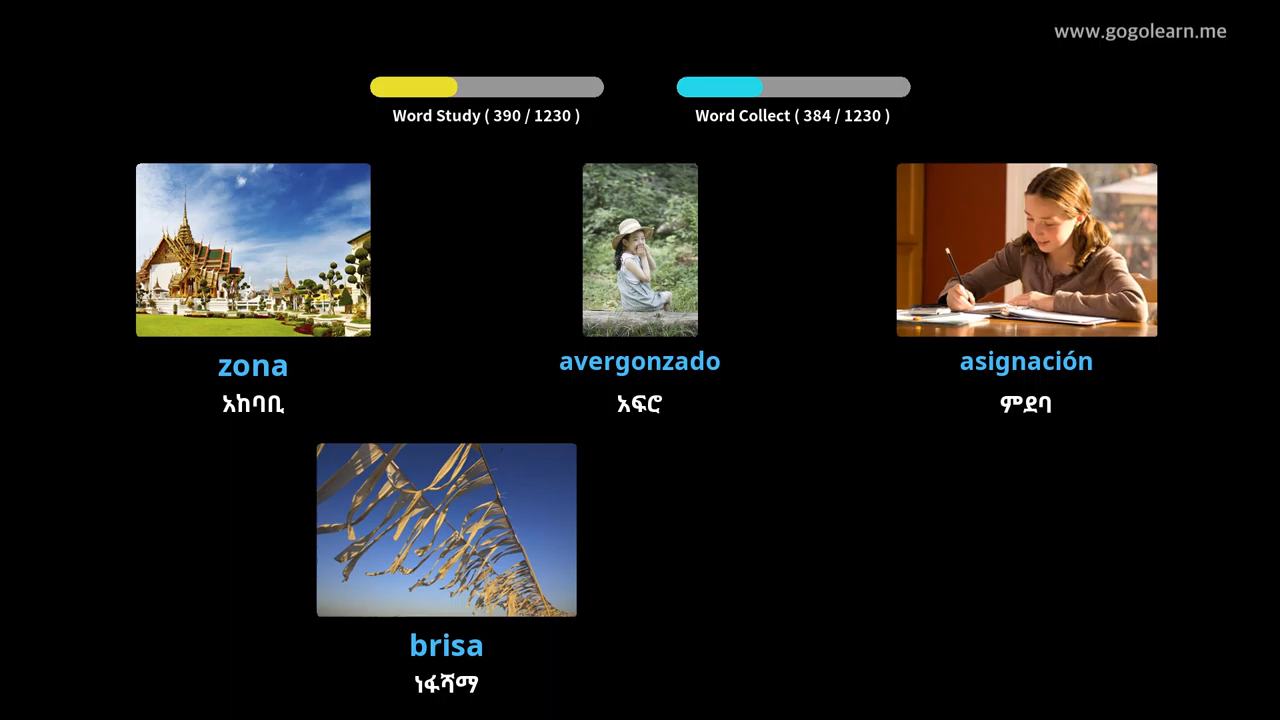 www.gogolearn.me
Word Study ( 390 / 1230 )
Word Collect ( 384 / 1230 )
zona
አከባቢ
avergonzado
አፍሮ
asignación
ምደባ
brisa
ነፋሻማ